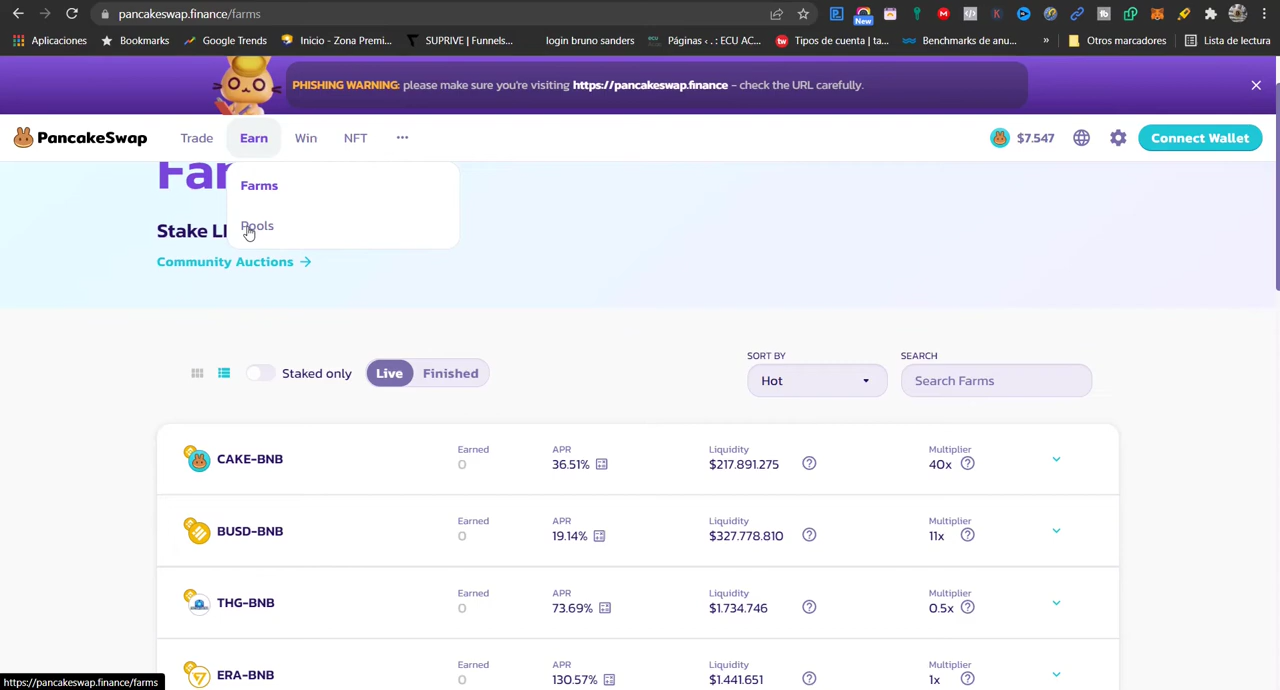 pancakeswap.finance/farms
New
Aplicaciones
Bookmarks
Google Trends
Inicio - Zona Premi...
SUPRIVE | Funnels...
login bruno sanders
Páginas ‹ . : ECU AC...
Tipos de cuenta | ta...
Benchmarks de anu...
»
Otros marcadores
Lista de lectura
PHISHING WARNING: please make sure you're visiting https://pancakeswap.finance - check the URL carefully.
PancakeSwap
Trade
Earn
Win
NFT
...
$7.547
Connect Wallet
Far
Farms
Stake LI
Pools
Community Auctions →
Staked only
Live
Finished
SORT BY
Hot
SEARCH
Search Farms
CAKE-BNB
Earned
0
APR
36.51%
Liquidity
$217.891.275
Multiplier
40x
BUSD-BNB
Earned
0
APR
19.14%
Liquidity
$327.778.810
Multiplier
11x
THG-BNB
Earned
0
APR
73.69%
Liquidity
$1.734.746
Multiplier
0.5x
ERA-BNB
Earned
0
APR
130.57%
Liquidity
$1.441.651
Multiplier
1x
https://pancakeswap.finance/farms